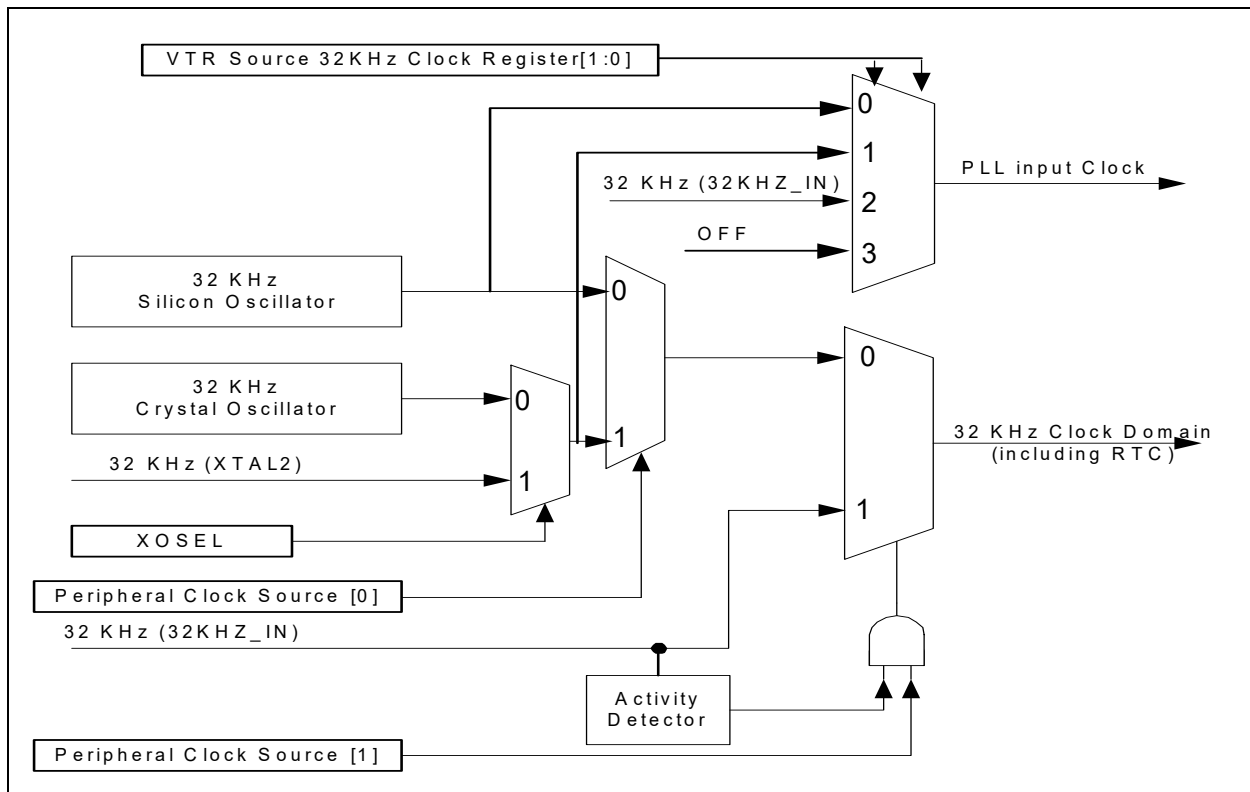 VTR Source 32KHz Clock Register[1:0]
0
1
PLL input Clock
32 KHz (32KHZ_IN)
2
OFF
3
32 KHz
Silicon Oscillator
0
0
32 KHz
Crystal Oscillator
0
1
32 KHz Clock Domain
(including RTC)
32 KHz (XTAL2)
1
1
XOSEL
Peripheral Clock Source [0]
32 KHz (32KHZ_IN)
Activity
Detector
Peripheral Clock Source [1]